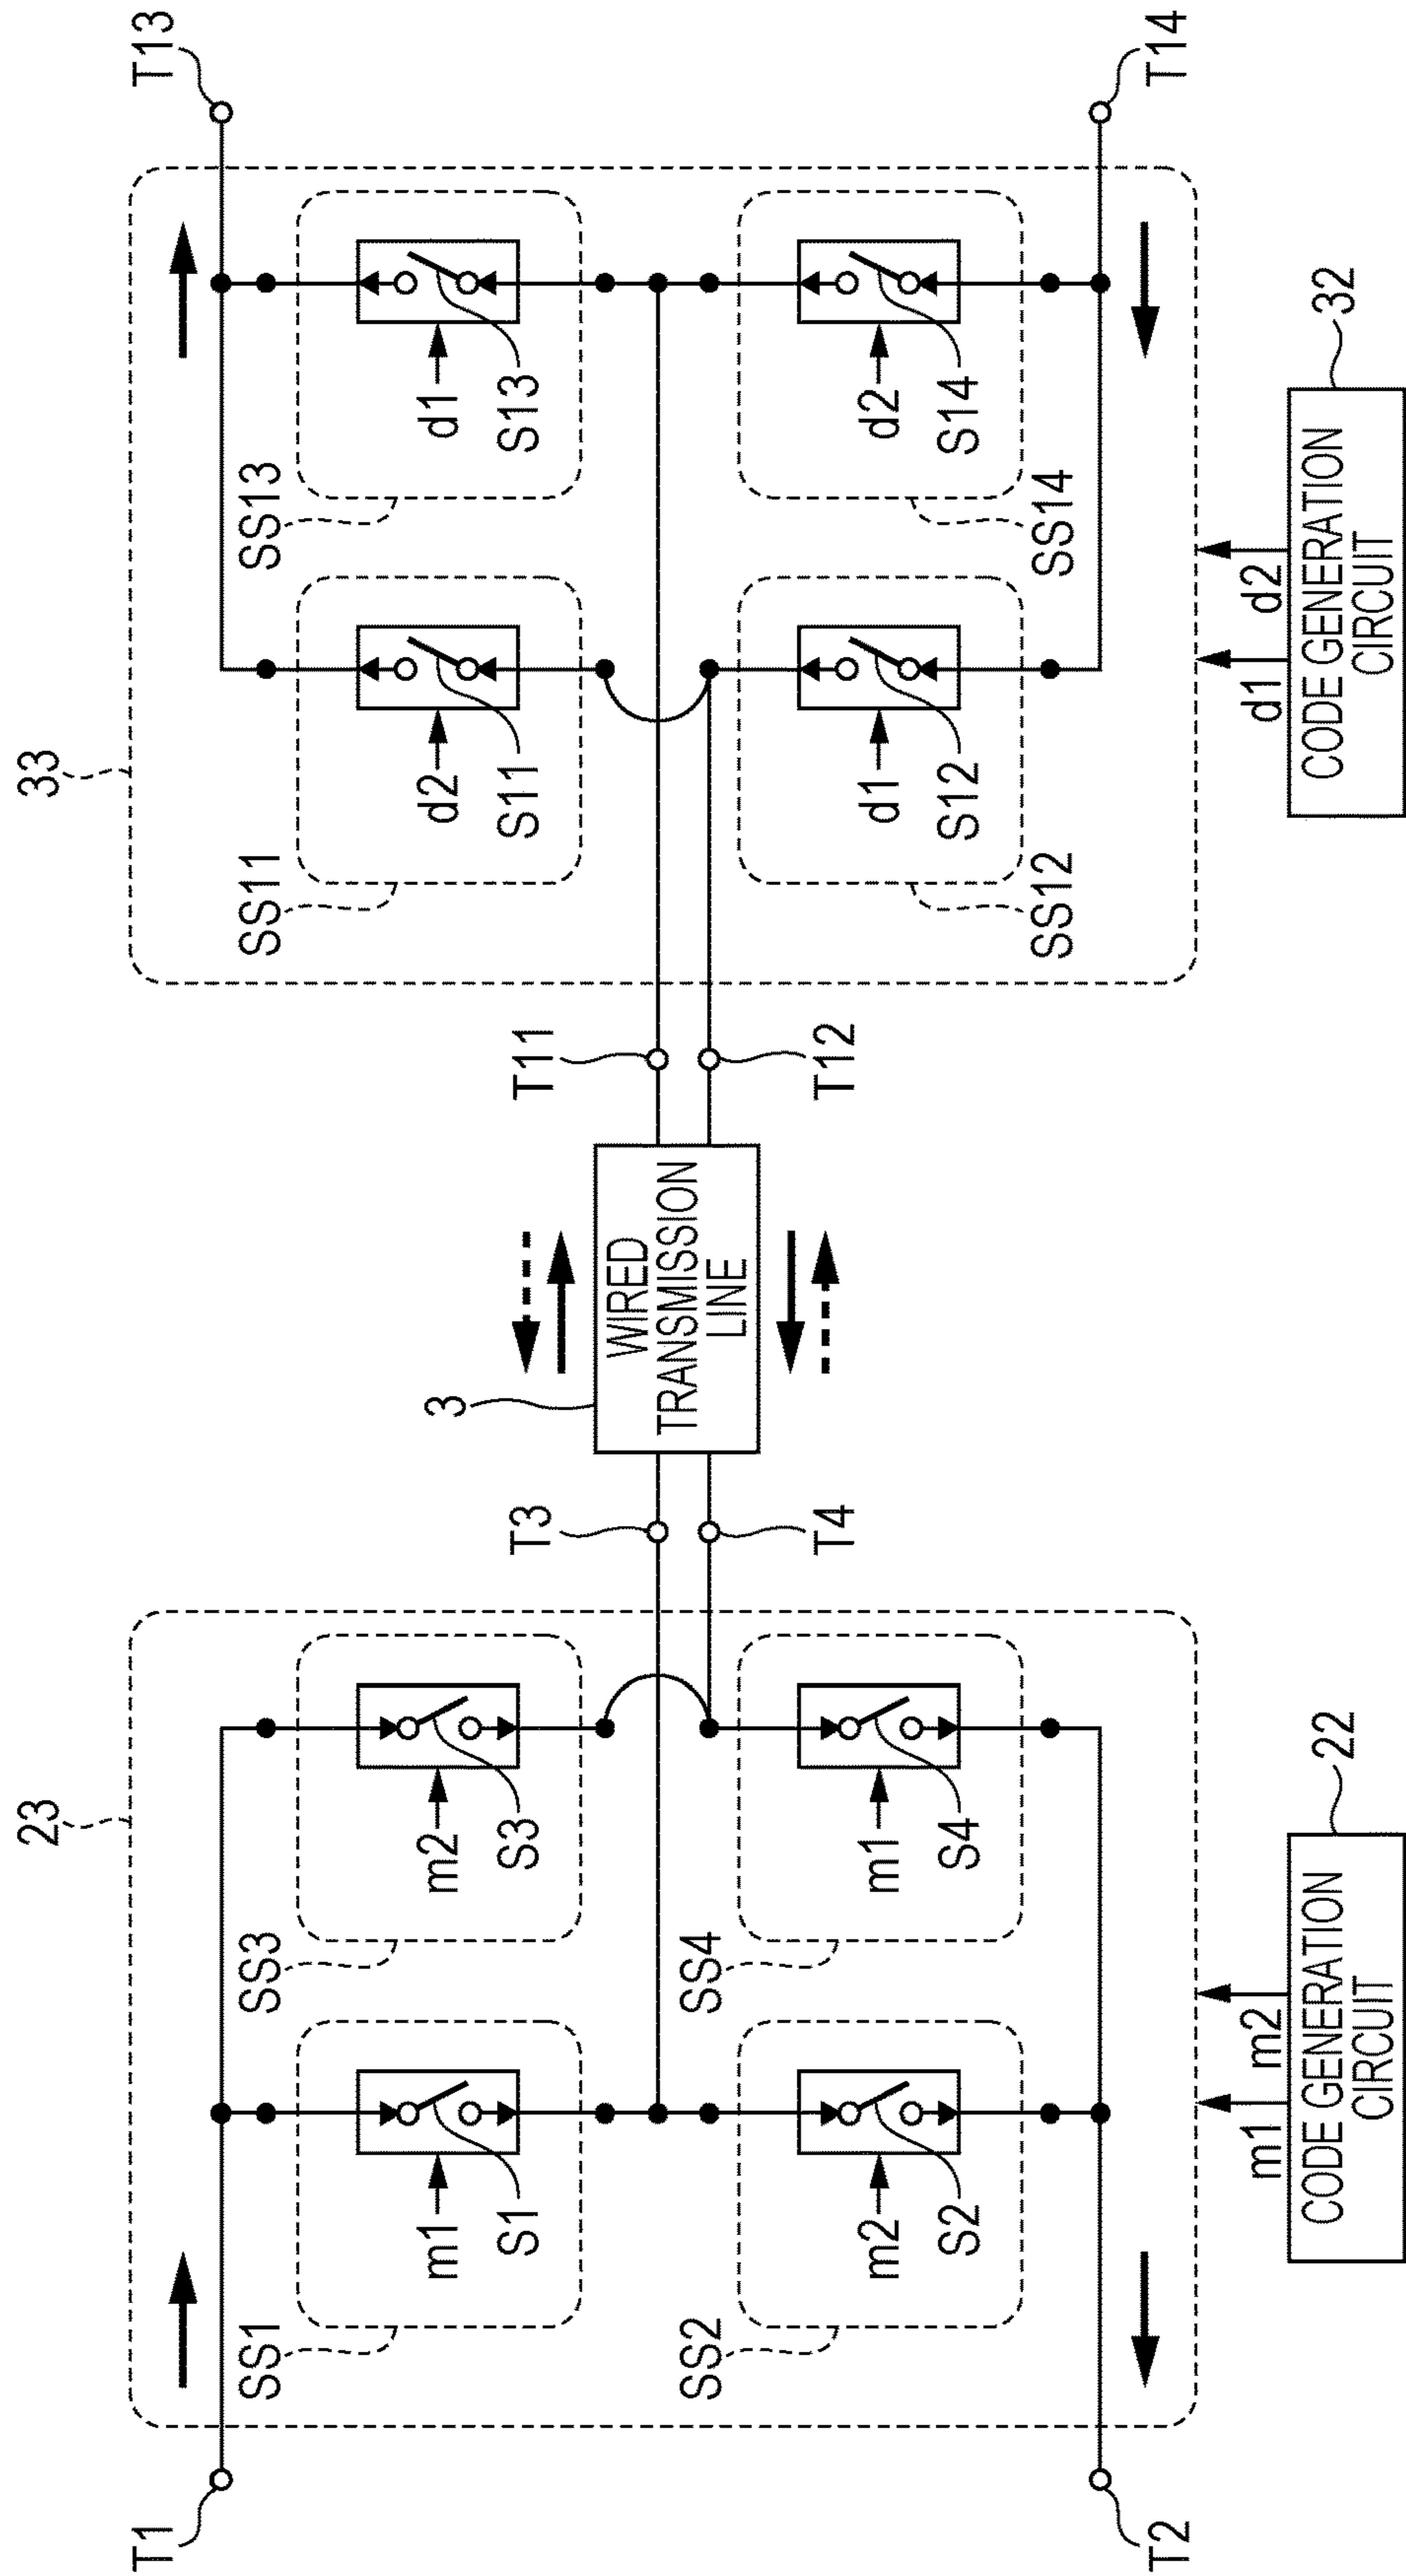 23
33
T1
SS1
m1
S1
SS3
m2
S3
T3
3
WIRED
TRANSMISSION
LINE
T11
SS11
d2
S11
SS13
d1
S13
T13
T2
SS2
m2
S2
SS4
m1
S4
T4
T12
SS12
d1
S12
SS14
d2
S14
T14
m1
m2
CODE GENERATION
CIRCUIT
22
d1
d2
CODE GENERATION
CIRCUIT
32